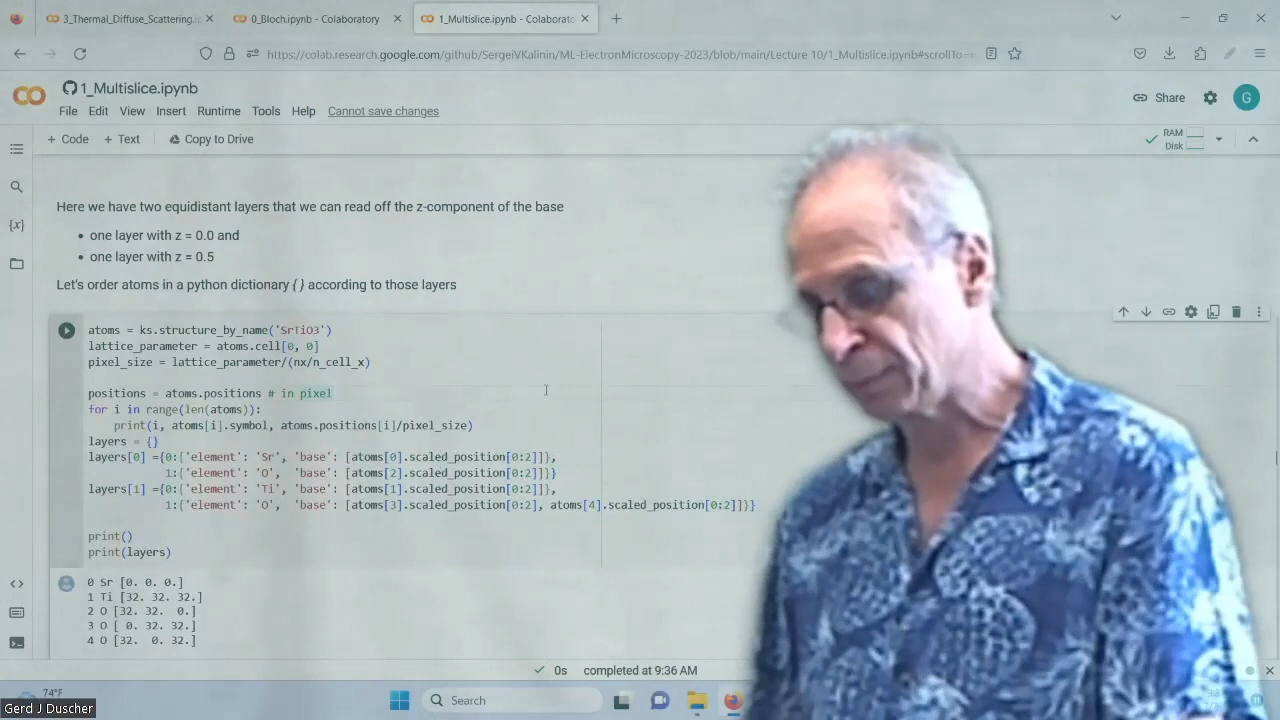 3_Thermal_Diffuse_Scattering.i
0_Bloch.ipynb - Colaboratory
1_Multislice.ipynb - Colaborato
https://colab.research.google.com/github/SergeiVKalinin/ML-ElectronMicroscopy-2023/blob/main/Lecture 10/1_Multislice.ipynb#scrollTo=
1_Multislice.ipynb
File Edit View Insert Runtime Tools Help Cannot save changes
Share
G
+ Code + Text Copy to Drive
RAM
Disk
Here we have two equidistant layers that we can read off the z-component of the base
• one layer with z = 0.0 and
• one layer with z = 0.5
Let's order atoms in a python dictionary { } according to those layers
atoms = ks.structure_by_name('SrTiO3')
lattice_parameter = atoms.cell[0, 0]
pixel_size = lattice_parameter/(nx/n_cell_x)
positions = atoms.positions # in pixel
for i in range(len(atoms)):
print(i, atoms[i].symbol, atoms.positions[i]/pixel_size)
layers = {}
layers[0] ={0:{'element': 'Sr', 'base': [atoms[0].scaled_position[0:2]]},
1:{'element': 'O', 'base': [atoms[2].scaled_position[0:2]]}}
layers[1] ={0:{'element': 'Ti', 'base': [atoms[1].scaled_position[0:2]]},
1:{'element': 'O', 'base': [atoms[3].scaled_position[0:2], atoms[4].scaled_position[0:2]]}}
print()
print(layers)
0 Sr [0. 0. 0.]
1 Ti [32. 32. 32.]
2 O [32. 32. 0.]
3 O [ 0. 32. 32.]
4 O [32. 0. 32.]
0s completed at 9:36 AM
74°F
Search
Gerd J Duscher